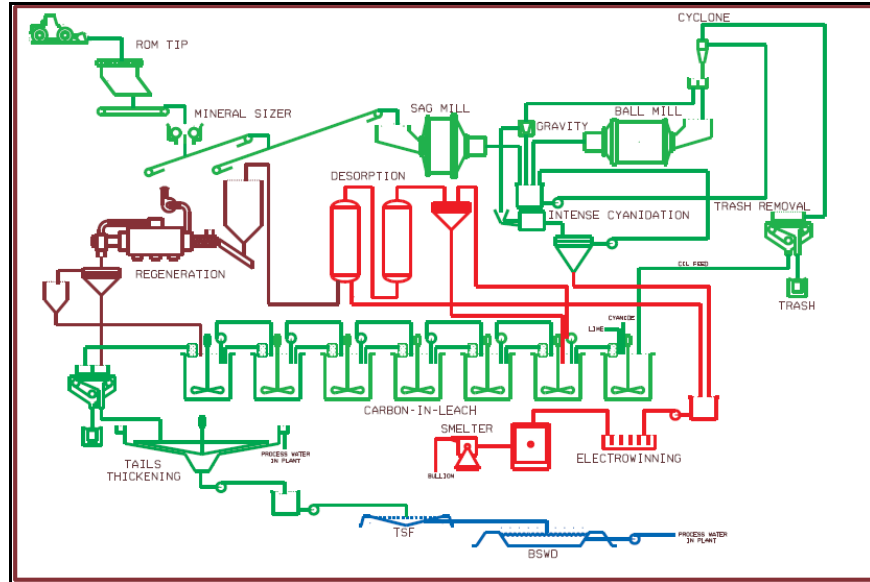 CYCLONE
ROM TIP
MINERAL SIZER
SAG MILL
BALL MILL
GRAVITY
DESORPTION
TRASH REMOVAL
INTENSE CYANIDATION
REGENERATION
CIL FEED
TRASH
CYANIDE
LIME
CARBON-IN-LEACH
SMELTER
ELECTROWINNING
PROCESS WATER
IN PLANT
TAILS
THICKENING
BULLION
TSF
BSWD
PROCESS WATER
IN PLANT